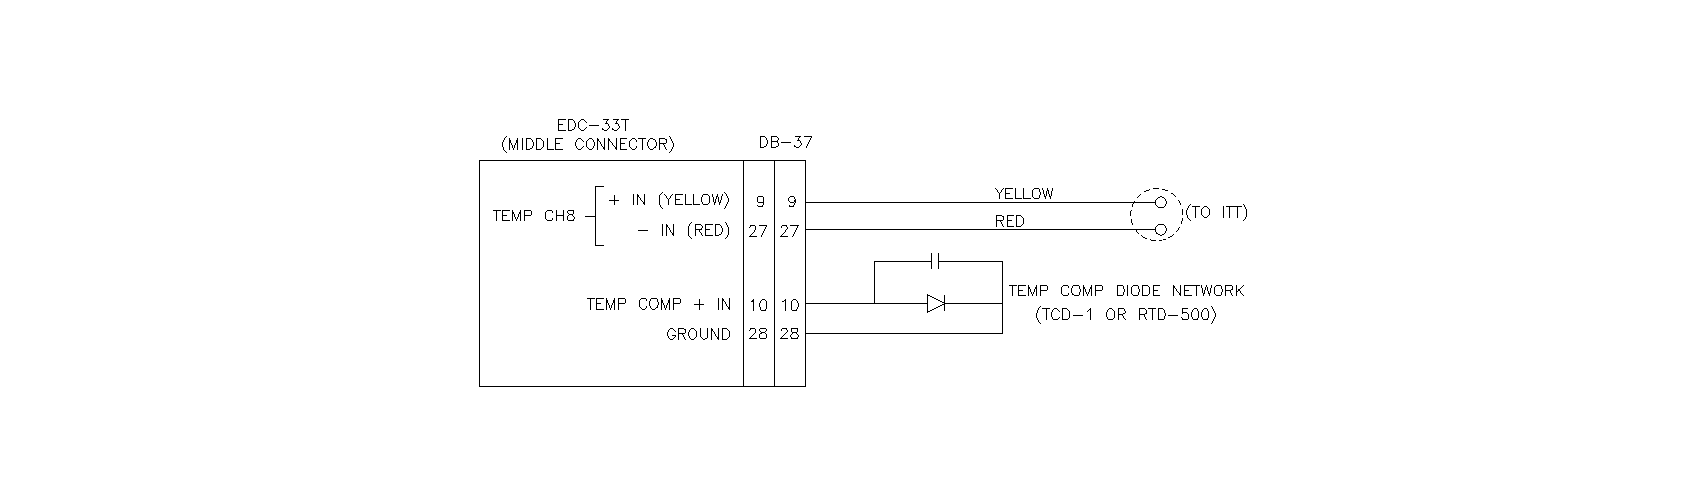 EDC-33T
(MIDDLE CONNECTOR)
DB-37
TEMP CH8
+ IN (YELLOW) 9 9
YELLOW
- IN (RED) 27 27
RED
(TO ITT)
TEMP COMP + IN 10 10
GROUND 28 28
TEMP COMP DIODE NETWORK
(TCD-1 OR RTD-500)